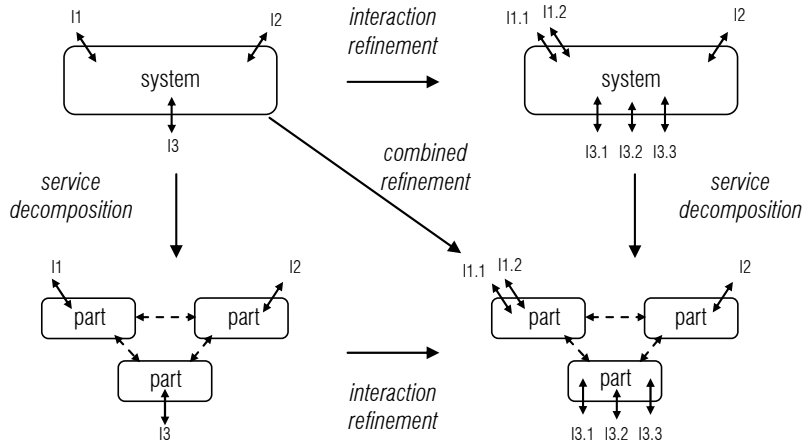 I1
I2
system
I3
interaction
refinement
I1.1
I1.2
I2
system
I3.1
I3.2
I3.3
combined
refinement
service
decomposition
service
decomposition
I1
I2
part
part
part
I3
interaction
refinement
I1.1
I1.2
I2
part
part
part
I3.1
I3.2
I3.3